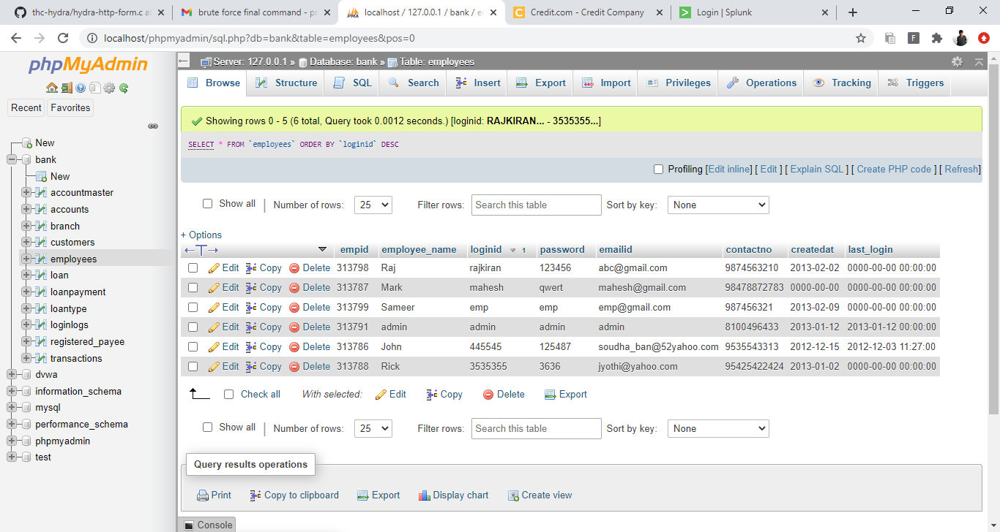 thc-hydra/hydra-http-form.c a
brute force final command - pr
localhost / 127.0.0.1 / bank / e
Credit.com - Credit Company
Login | Splunk
localhost/phpmyadmin/sql.php?db=bank&table=employees&pos=0
phpMyAdmin
Recent
Favorites
New
bank
New
accountmaster
accounts
branch
customers
employees
loan
loanpayment
loantype
loginlogs
registered_payee
transactions
dvwa
information_schema
mysql
performance_schema
phpmyadmin
test
Server: 127.0.0.1 » Database: bank » Table: employees
Browse Structure SQL Search Insert Export Import Privileges Operations Tracking Triggers
Showing rows 0 - 5 (6 total, Query took 0.0012 seconds.) [loginid: RAJKIRAN... - 3535355...]
SELECT * FROM `employees` ORDER BY `loginid` DESC
Profiling [Edit inline] [ Edit ] [ Explain SQL ] [ Create PHP code ] [ Refresh]
Show all | Number of rows: 25 Filter rows: Search this table Sort by key: None
+ Options
←T→ empid employee_name loginid 1 password emailid contactno createdat last_login
Edit Copy Delete 313798 Raj rajkiran 123456 abc@gmail.com 9874563210 2013-02-02 0000-00-00 00:00:00
Edit Copy Delete 313787 Mark mahesh qwert mahesh@gmail.com 98478872783 0000-00-00 0000-00-00 00:00:00
Edit Copy Delete 313799 Sameer emp emp emp@gmail.com 987456321 2013-02-09 0000-00-00 00:00:00
Edit Copy Delete 313791 admin admin admin admin 8100496433 2013-01-12 2013-01-12 00:00:00
Edit Copy Delete 313786 John 445545 125487 soudha_ban@52yahoo.com 9535543313 2012-12-15 2012-12-03 11:27:00
Edit Copy Delete 313788 Rick 3535355 3636 jyothi@yahoo.com 95425422424 2013-01-02 0000-00-00 00:00:00
Check all With selected: Edit Copy Delete Export
Show all | Number of rows: 25 Filter rows: Search this table Sort by key: None
Query results operations
Print Copy to clipboard Export Display chart Create view
Console